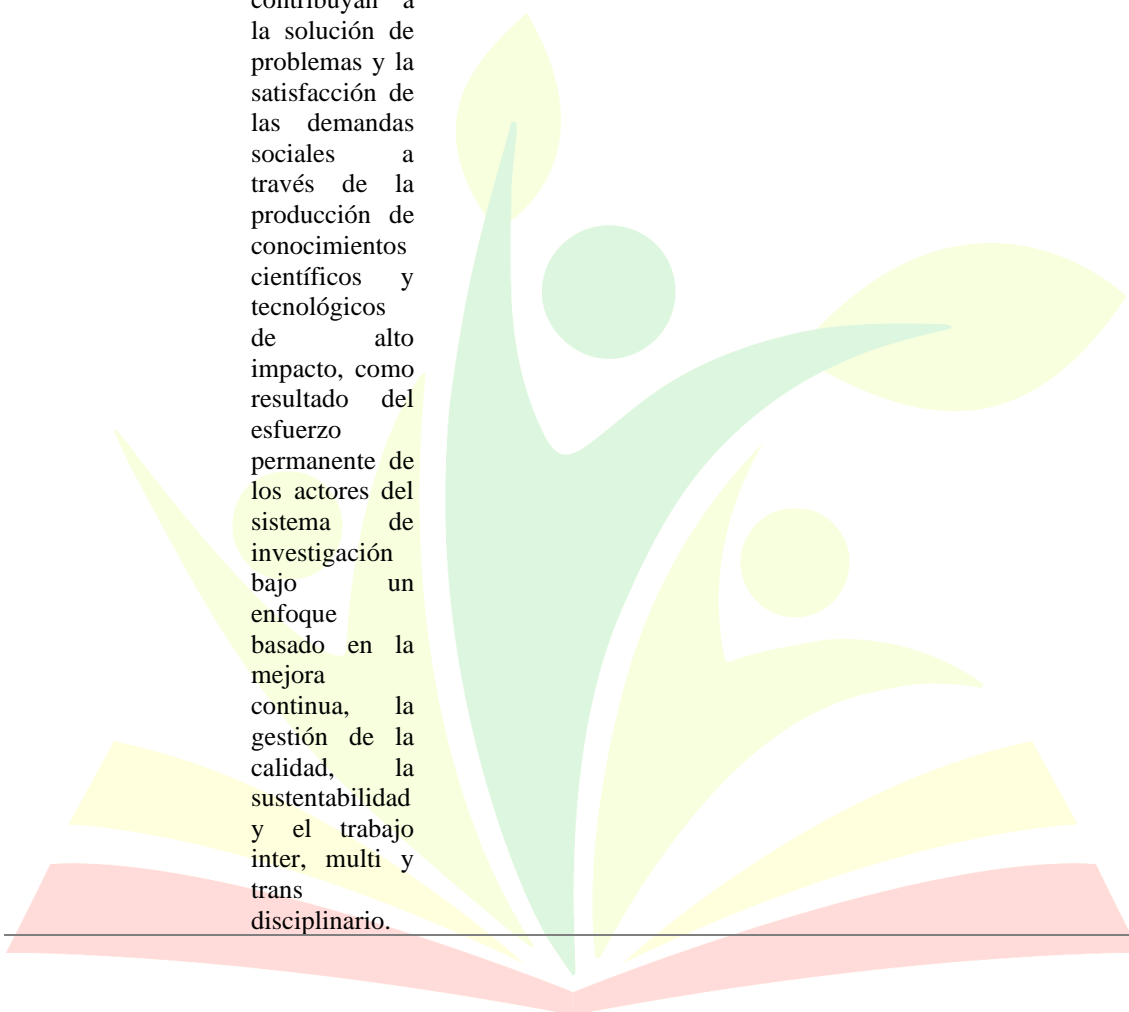 contribuyan a
la solución de
problemas y la
satisfacción de
las demandas
sociales a
través de la
producción de
conocimientos
científicos y
tecnológicos
de alto
impacto, como
resultado del
esfuerzo
permanente de
los actores del
sistema de
investigación
bajo un
enfoque
basado en la
mejora
continua, la
gestión de la
calidad, la
sustentabilidad
y el trabajo
inter, multi y
trans
disciplinario.